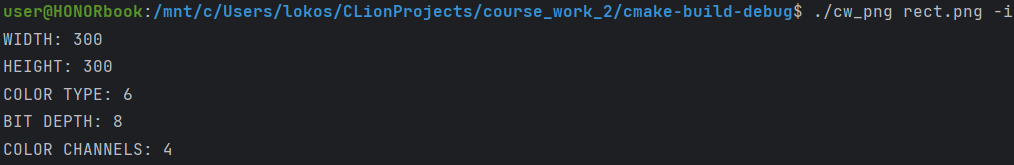 user@HONORbook:/mnt/c/Users/lokos/CLionProjects/course_work_2/cmake-build-debug$ ./cw_png rect.png -i
WIDTH: 300
HEIGHT: 300
COLOR TYPE: 6
BIT DEPTH: 8
COLOR CHANNELS: 4